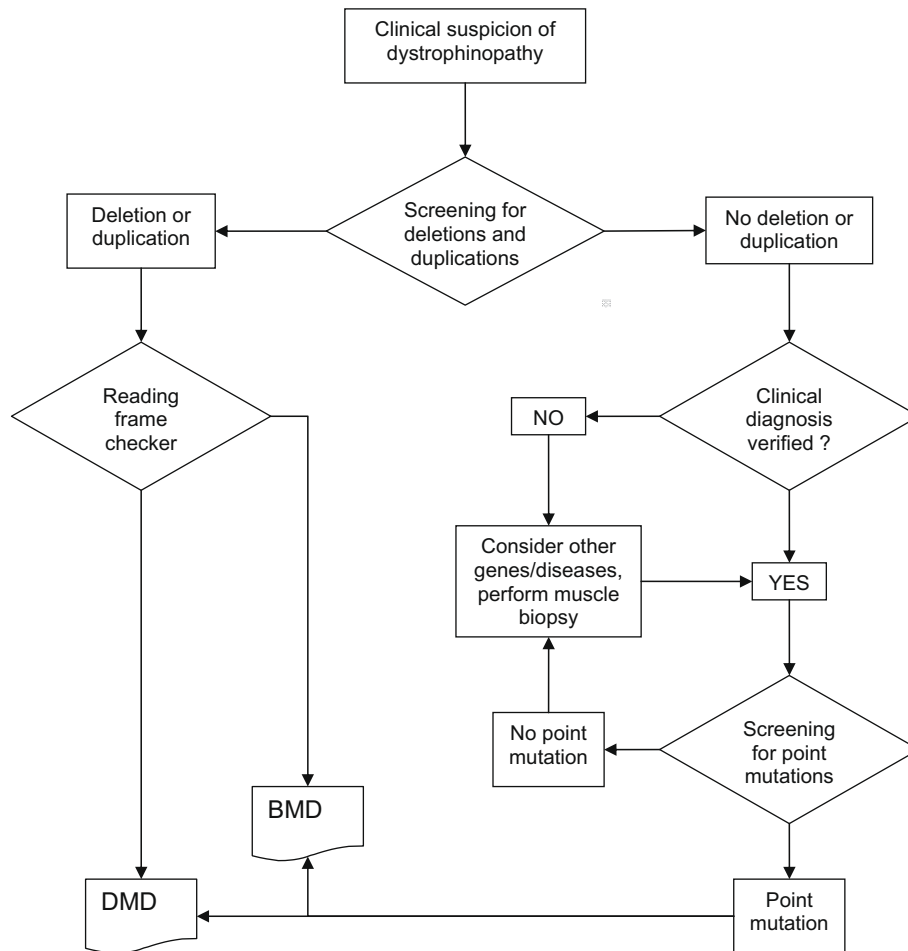 Clinical suspicion of
dystrophinopathy
Screening for
deletions and
duplications
Deletion or
duplication
No deletion or
duplication
Reading
frame
checker
Clinical
diagnosis
verified ?
NO
Consider other
genes/diseases,
perform muscle
biopsy
YES
No point
mutation
Screening
for point
mutations
BMD
DMD
Point
mutation